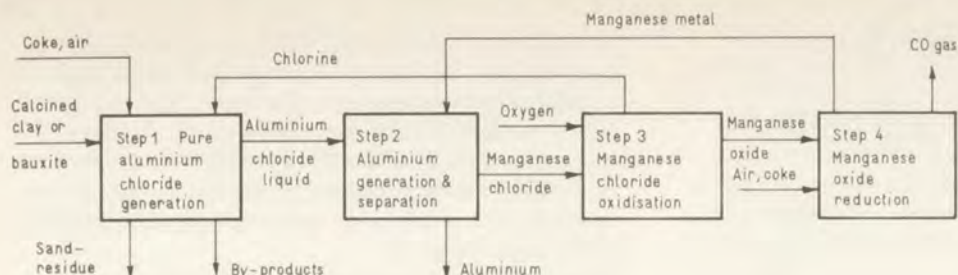 Manganese metal
Coke, air
Chlorine
CO gas
Calcined
clay or
bauxite
Step 1 Pure
aluminium
chloride
generation
Aluminium
chloride
liquid
Step 2
Aluminium
generation &
separation
Manganese
chloride
Oxygen
Step 3
Manganese
chloride
oxidisation
Manganese
oxide
Air, coke
Step 4
Manganese
oxide
reduction
Sand-
residue
By-products
Aluminium